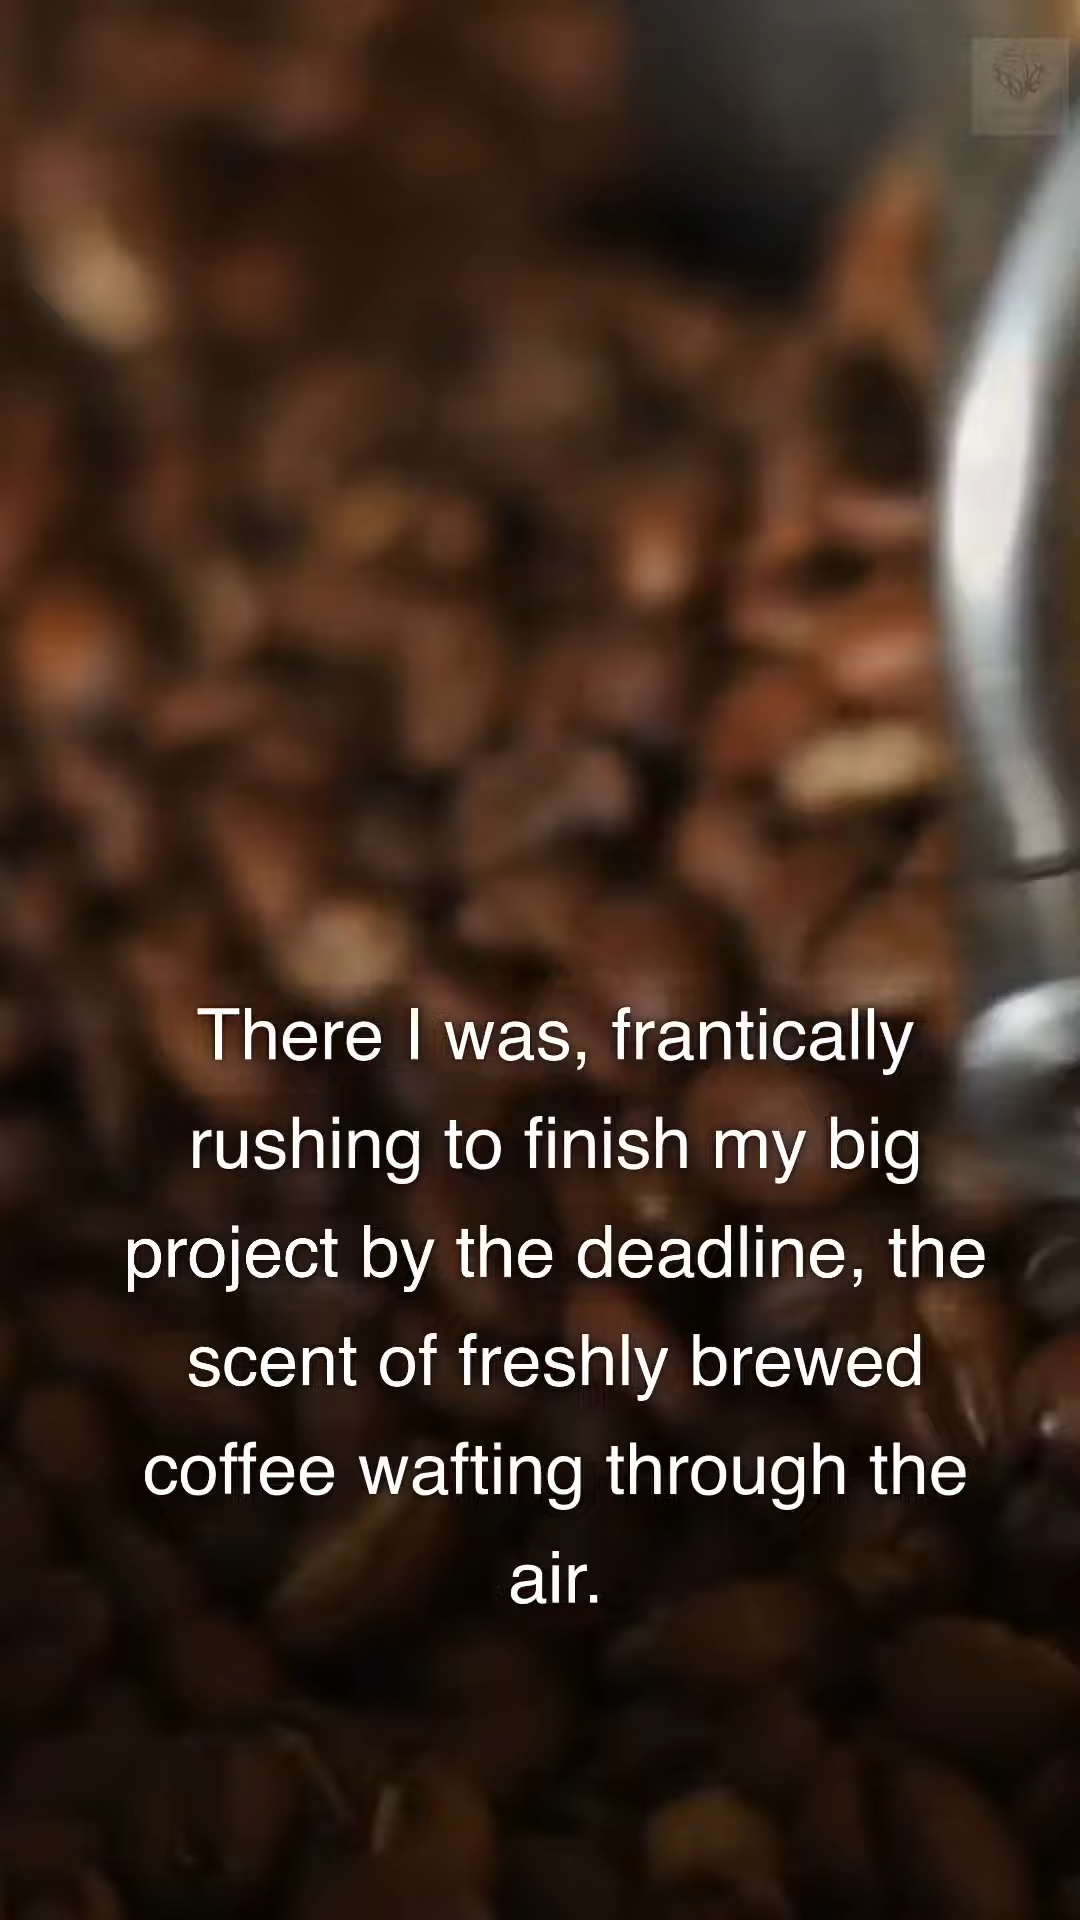 There I was, frantically
rushing to finish my big
project by the deadline, the
scent of freshly brewed
coffee wafting through the
air.